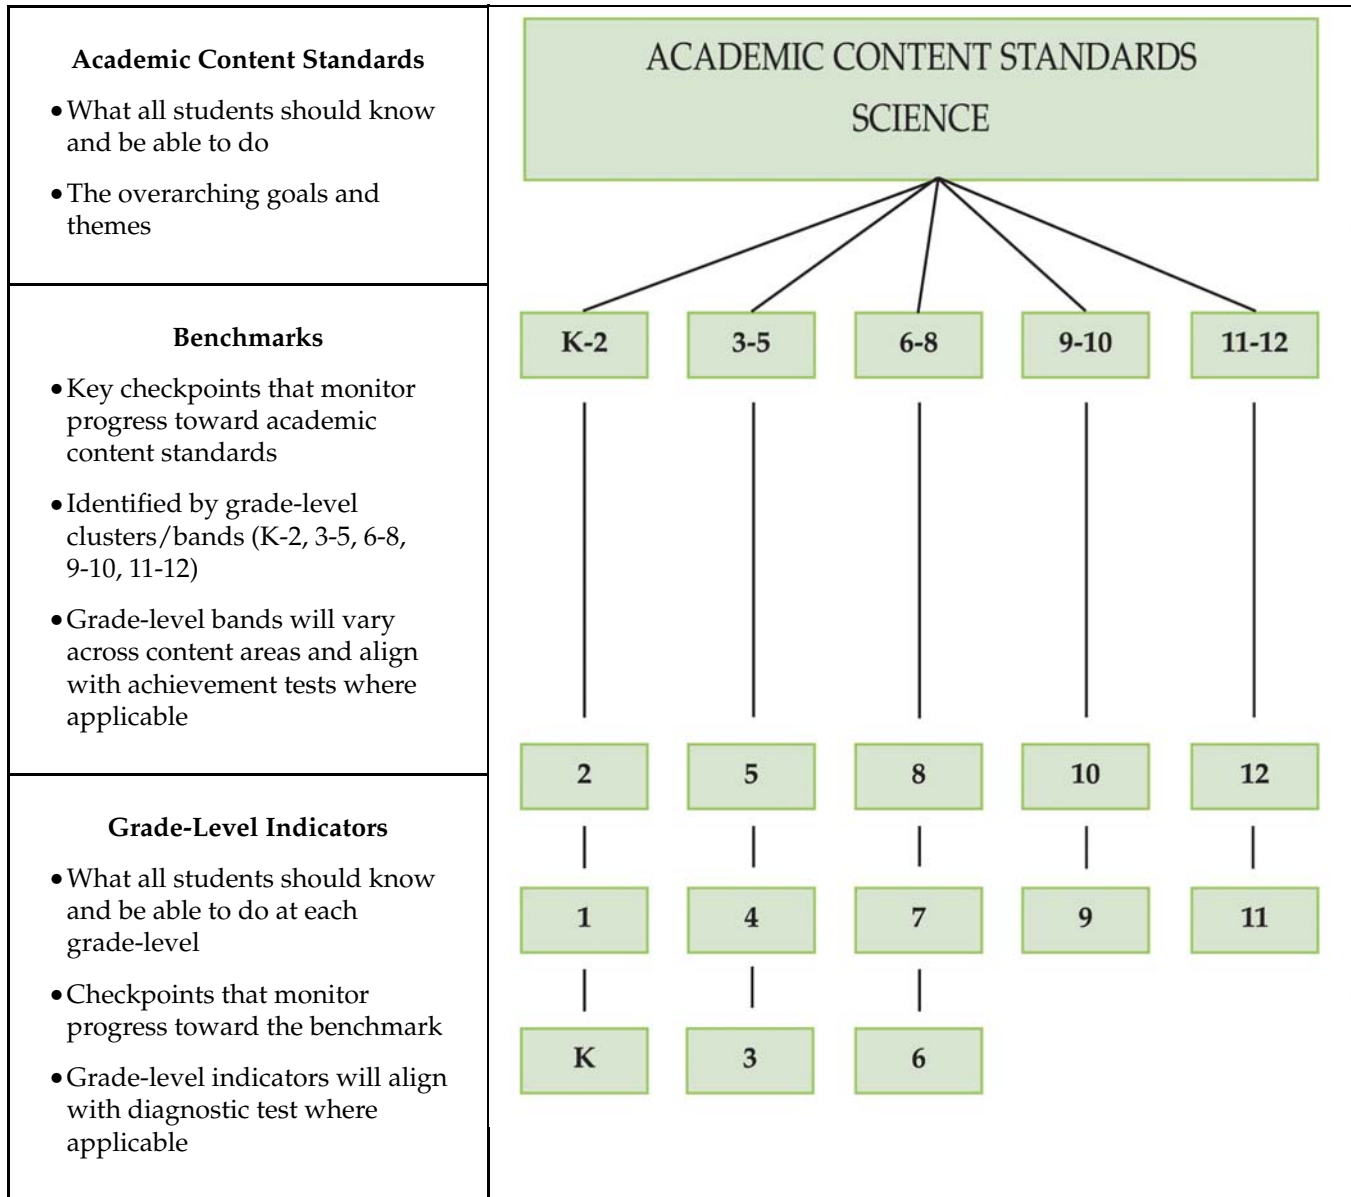 Academic Content Standards
•What all students should know
and be able to do
•The overarching goals and
themes
Benchmarks
•Key checkpoints that monitor
progress toward academic
content standards
•Identified by grade-level
clusters/bands (K-2, 3-5, 6-8,
9-10, 11-12)
•Grade-level bands will vary
across content areas and align
with achievement tests where
applicable
Grade-Level Indicators
•What all students should know
and be able to do at each
grade-level
•Checkpoints that monitor
progress toward the benchmark
•Grade-level indicators will align
with diagnostic test where
applicable
ACADEMIC CONTENT STANDARDS
SCIENCE
K-2 3-5 6-8 9-10 11-12
2 5 8 10 12
1 4 7 9 11
K 3 6